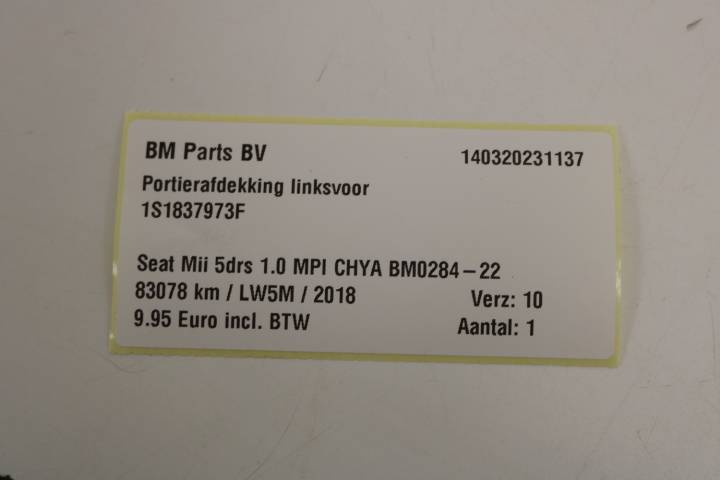 BM Parts BV 140320231137
Portierafdekking linksvoor
1S1837973F
Seat Mii 5drs 1.0 MPI CHYA BM0284-22
83078 km / LW5M / 2018 Verz: 10
9.95 Euro incl. BTW Aantal: 1